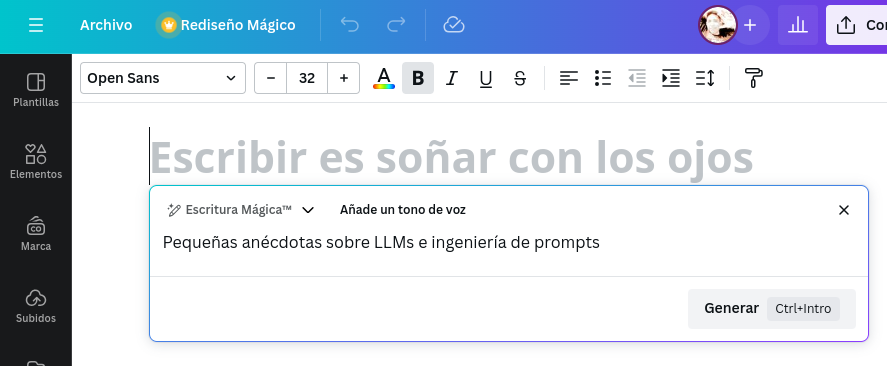 Archivo
Rediseño Mágico
Open Sans
– 32 +
A B I U S
Plantillas
Elementos
CO
Marca
Subidos
Escribir es soñar con los ojos
Escritura Mágica™
Añade un tono de voz
Pequeñas anécdotas sobre LLMs e ingeniería de prompts
Generar Ctrl+Intro